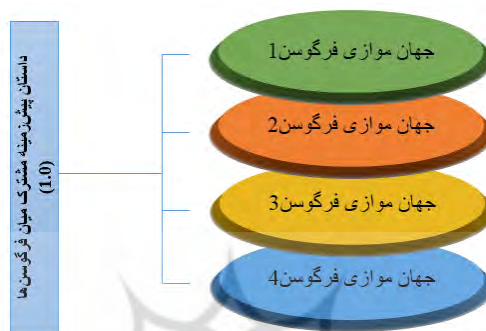 داستان پیش‌زمینه مشترک میان فرگوسن‌ها
(1.0)
جهان موازی فرگوسن1
جهان موازی فرگوسن2
جهان موازی فرگوسن3
جهان موازی فرگوسن4